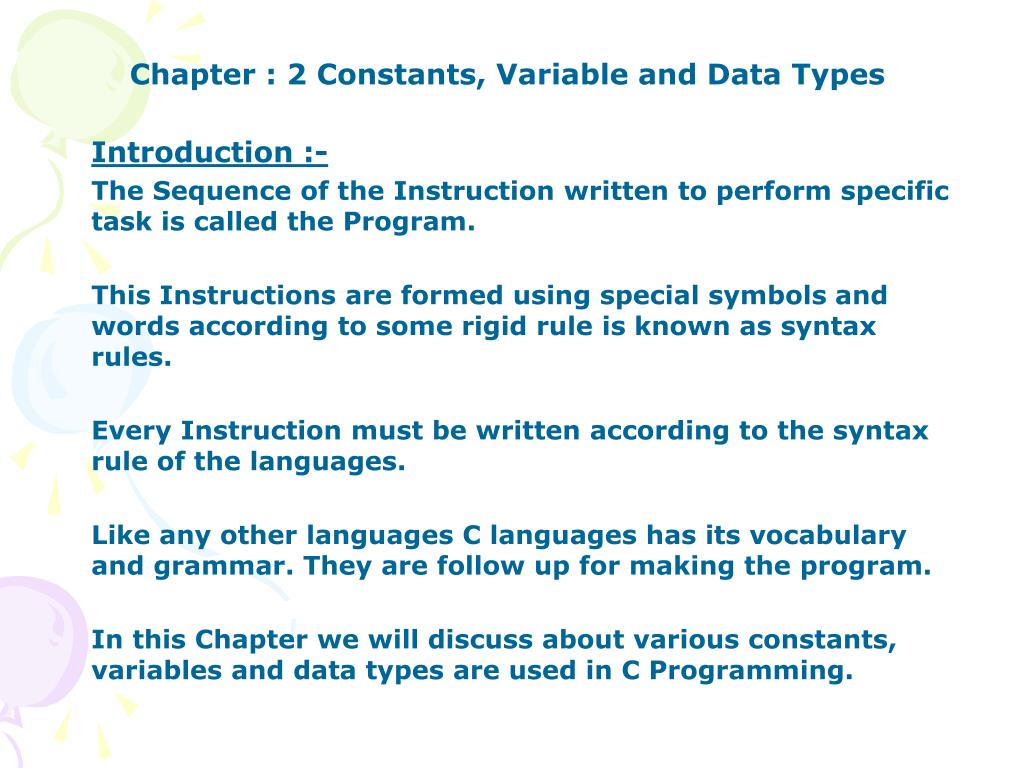 Chapter : 2 Constants, Variable and Data Types
Introduction :-
The Sequence of the Instruction written to perform specific
task is called the Program.
This Instructions are formed using special symbols and
words according to some rigid rule is known as syntax
rules.
Every Instruction must be written according to the syntax
rule of the languages.
Like any other languages C languages has its vocabulary
and grammar. They are follow up for making the program.
In this Chapter we will discuss about various constants,
variables and data types are used in C Programming.